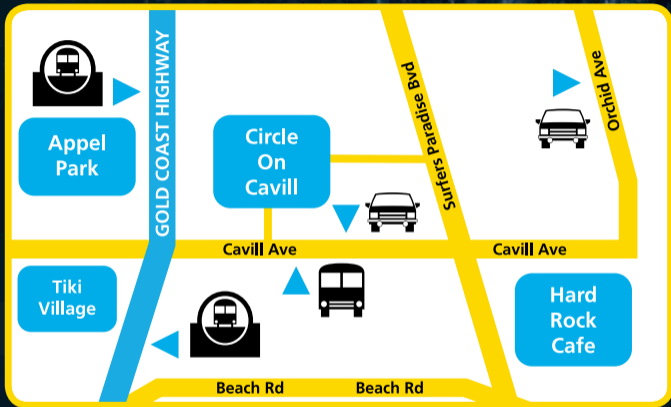 Appel
Park
GOLD COAST HIGHWAY
Circle
On
Cavill
Surfers Paradise Bvd
Orchid Ave
Cavill Ave
Cavill Ave
Tiki
Village
Hard
Rock
Cafe
Beach Rd
Beach Rd